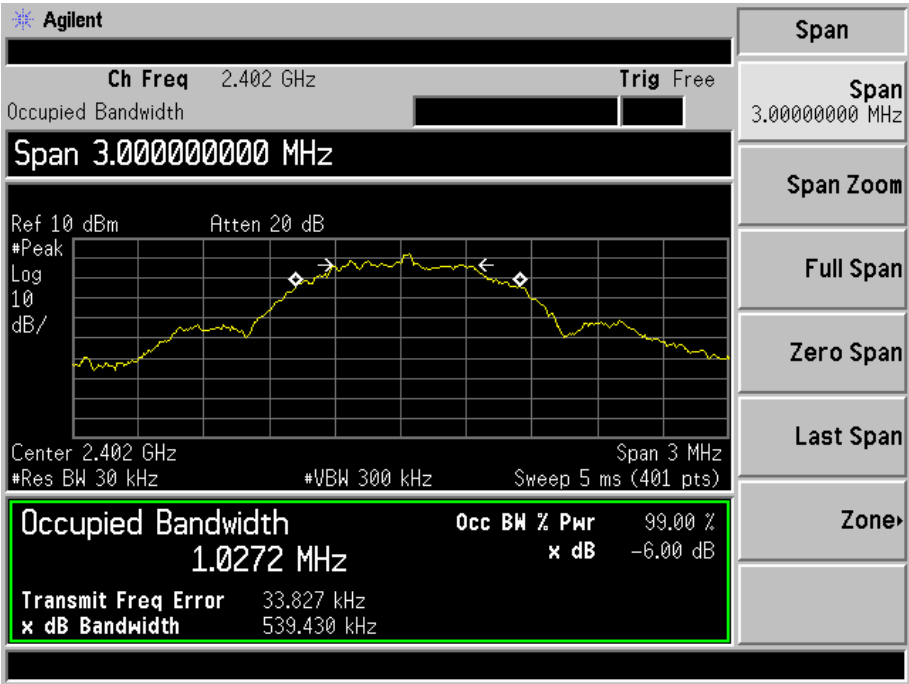 Agilent
Ch Freq 2.402 GHz Trig Free
Occupied Bandwidth
Span 3.000000000 MHz
Ref 10 dBm Atten 20 dB
#Peak
Log
10
dB/
Center 2.402 GHz Span 3 MHz
#Res BW 30 kHz #VBW 300 kHz Sweep 5 ms (401 pts)
Occupied Bandwidth Occ BW % Pwr 99.00 %
1.0272 MHz x dB -6.00 dB
Transmit Freq Error 33.827 kHz
x dB Bandwidth 539.430 kHz
Span
Span
3.00000000 MHz
Span Zoom
Full Span
Zero Span
Last Span
Zone